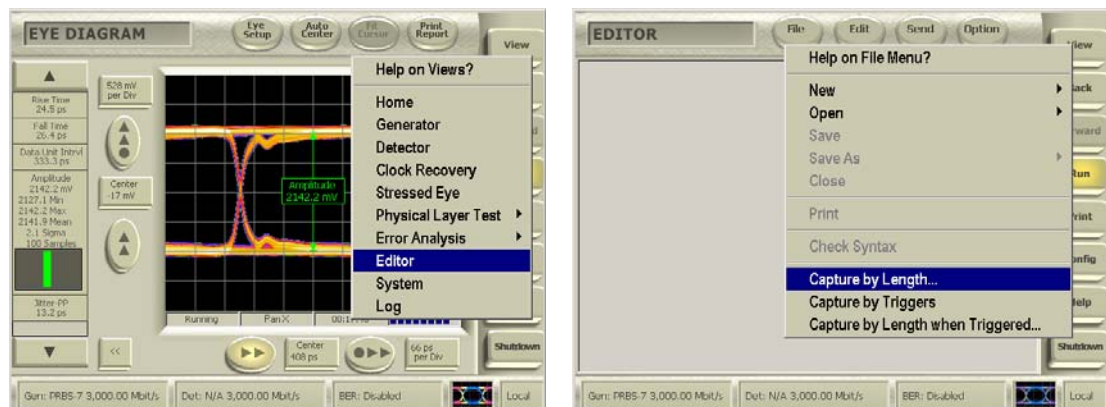 EYE DIAGRAM
Eye Setup
Auto Center
Fit Cursor
Print Report
View
528 mV per Div
Rise Time
24.5 ps
Fall Time
26.4 ps
Data Unit Intrvl
333.3 ps
Amplitude
2142.2 mV
2127.1 Min
2142.2 Max
2141.9 Mean
2.1 Sigma
100 Samples
Jitter-PP
13.2 ps
Center
-17 mV
Amplitude
2142.2 mV
Help on Views?
Home
Generator
Detector
Clock Recovery
Stressed Eye
Physical Layer Test
Error Analysis
Editor
System
Log
Running
Pan X
<<
Center
408 ps
66 ps
per Div
Shutdown
Gen: PRBS-7 3,000.00 Mbit/s
Det: N/A 3,000.00 Mbit/s
BER: Disabled
Local
EDITOR
File
Edit
Send
Option
Help on File Menu?
New
Open
Save
Save As
Close
Print
Check Syntax
Capture by Length...
Capture by Triggers
Capture by Length when Triggered...
Shutdown
Gen: PRBS-7 3,000.00 Mbit/s
Det: N/A 3,000.00 Mbit/s
BER: Disabled
Local